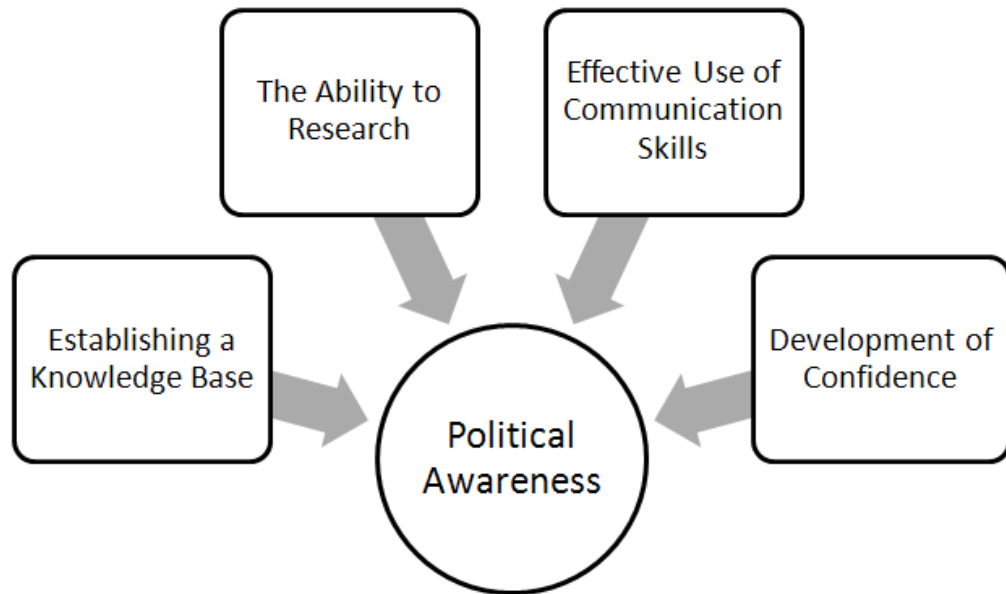 The Ability to
Research
Effective Use of
Communication
Skills
Establishing a
Knowledge Base
Development of
Confidence
Political
Awareness